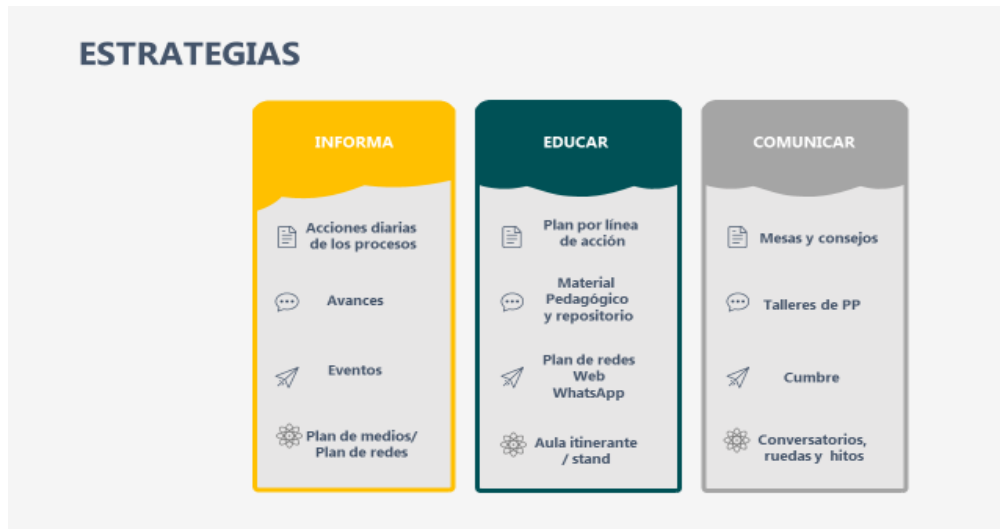 ESTRATEGIAS
INFORMA
Acciones diarias
de los procesos
Avances
Eventos
Plan de medios/
Plan de redes
EDUCAR
Plan por línea
de acción
Material
Pedagógico
y repositorio
Plan de redes
Web
WhatsApp
Aula itinerante
/ stand
COMUNICAR
Mesas y consejos
Talleres de PP
Cumbre
Conversatorios,
ruedas y hitos